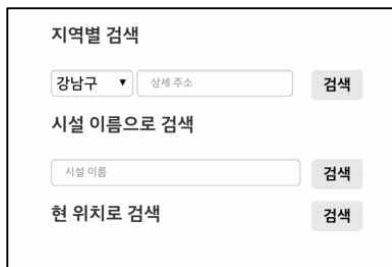 지역별 검색
강남구 ▼ 상세 주소 검색
시설 이름으로 검색
시설 이름 검색
현 위치로 검색 검색